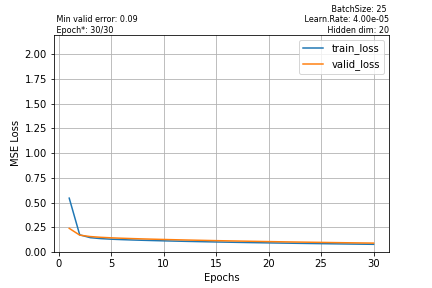 BatchSize: 25
Min valid error: 0.09
Learn.Rate: 4.00e-05
Epoch*: 30/30
Hidden dim: 20
train_loss
valid_loss
2.00
1.75
1.50
1.25
1.00
0.75
0.50
0.25
0.00
MSE Loss
0 5 10 15 20 25 30
Epochs